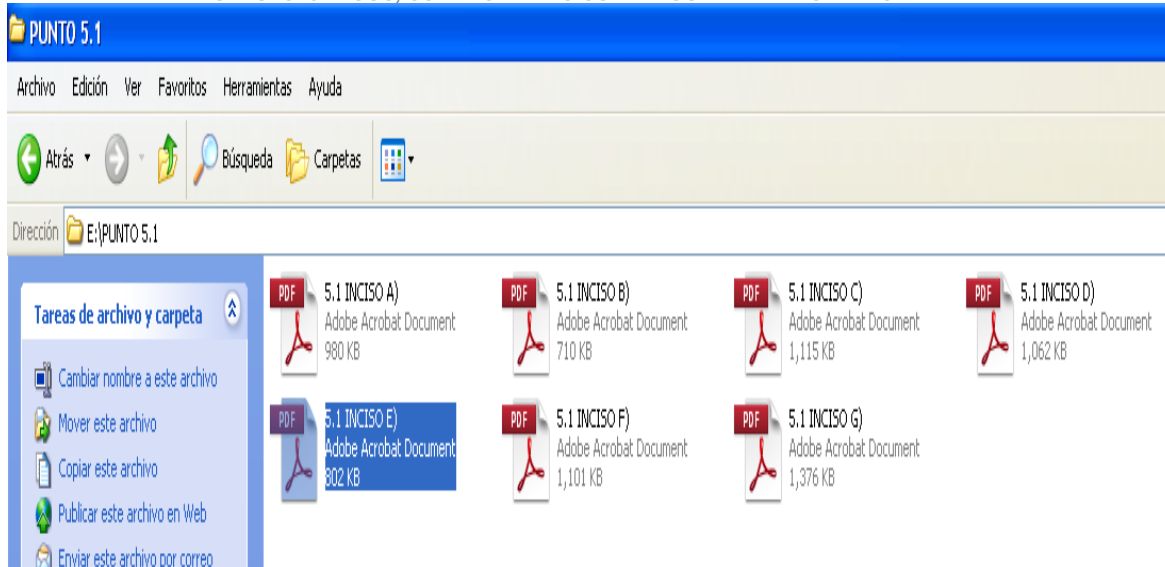 PUNTO 5.1
Archivo Edición Ver Favoritos Herramientas Ayuda
Atrás Búsqueda Carpetas
Dirección E:\PUNTO 5.1
Tareas de archivo y carpeta
Cambiar nombre a este archivo
Mover este archivo
Copiar este archivo
Publicar este archivo en Web
Enviar este archivo por correo
PDF 5.1 INCISO A)
Adobe Acrobat Document
980 KB
PDF 5.1 INCISO B)
Adobe Acrobat Document
710 KB
PDF 5.1 INCISO C)
Adobe Acrobat Document
1,115 KB
PDF 5.1 INCISO D)
Adobe Acrobat Document
1,062 KB
PDF 5.1 INCISO E)
Adobe Acrobat Document
802 KB
PDF 5.1 INCISO F)
Adobe Acrobat Document
1,101 KB
PDF 5.1 INCISO G)
Adobe Acrobat Document
1,376 KB